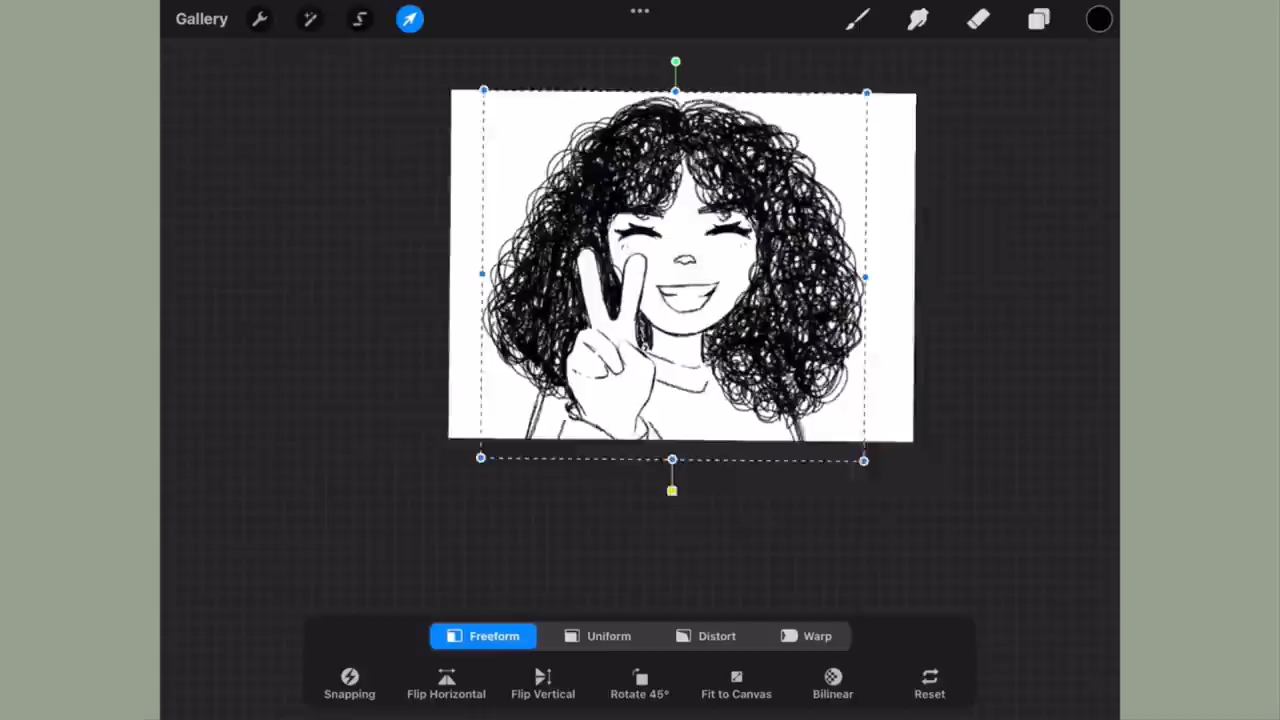 Gallery
Freeform Uniform Distort Warp
Snapping Flip Horizontal Flip Vertical Rotate 45° Fit to Canvas Bilinear Reset